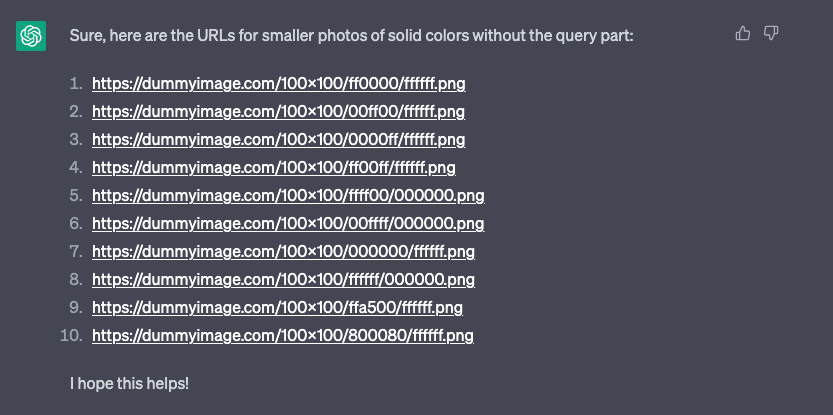 Sure, here are the URLs for smaller photos of solid colors without the query part:
1. https://dummyimage.com/100x100/ff0000/ffffff.png
2. https://dummyimage.com/100x100/00ff00/ffffff.png
3. https://dummyimage.com/100x100/0000ff/ffffff.png
4. https://dummyimage.com/100x100/ff00ff/ffffff.png
5. https://dummyimage.com/100x100/ffff00/000000.png
6. https://dummyimage.com/100x100/00ffff/000000.png
7. https://dummyimage.com/100x100/000000/ffffff.png
8. https://dummyimage.com/100x100/ffffff/000000.png
9. https://dummyimage.com/100x100/ffa500/ffffff.png
10. https://dummyimage.com/100x100/800080/ffffff.png
I hope this helps!